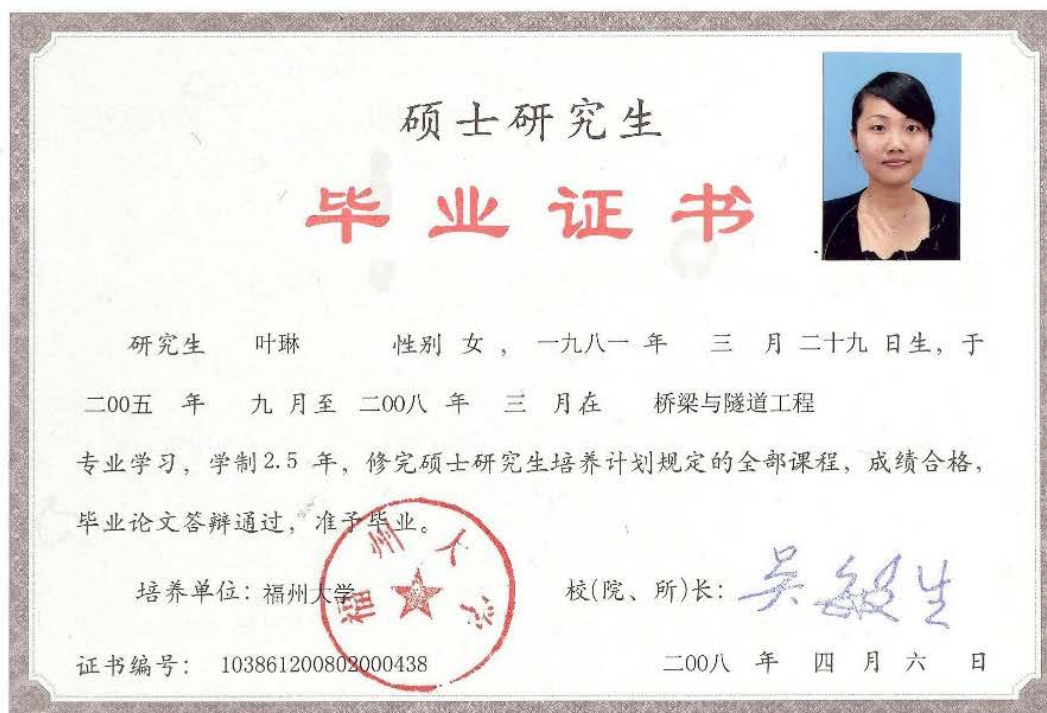 硕士研究生
毕业证书
研究生 叶琳 性别 女 ， 一九八一 年 三 月 二十九 日生，于
二00五 年 九 月至 二00八 年 三 月在 桥梁与隧道工程
专业学习，学制2.5 年，修完硕士研究生培养计划规定的全部课程，成绩合格，
毕业论文答辩通过，准予毕业。
福州大学
培养单位：福州大学 校(院、所)长：吴敏生
证书编号： 103861200802000438 二00八 年 四 月 六 日